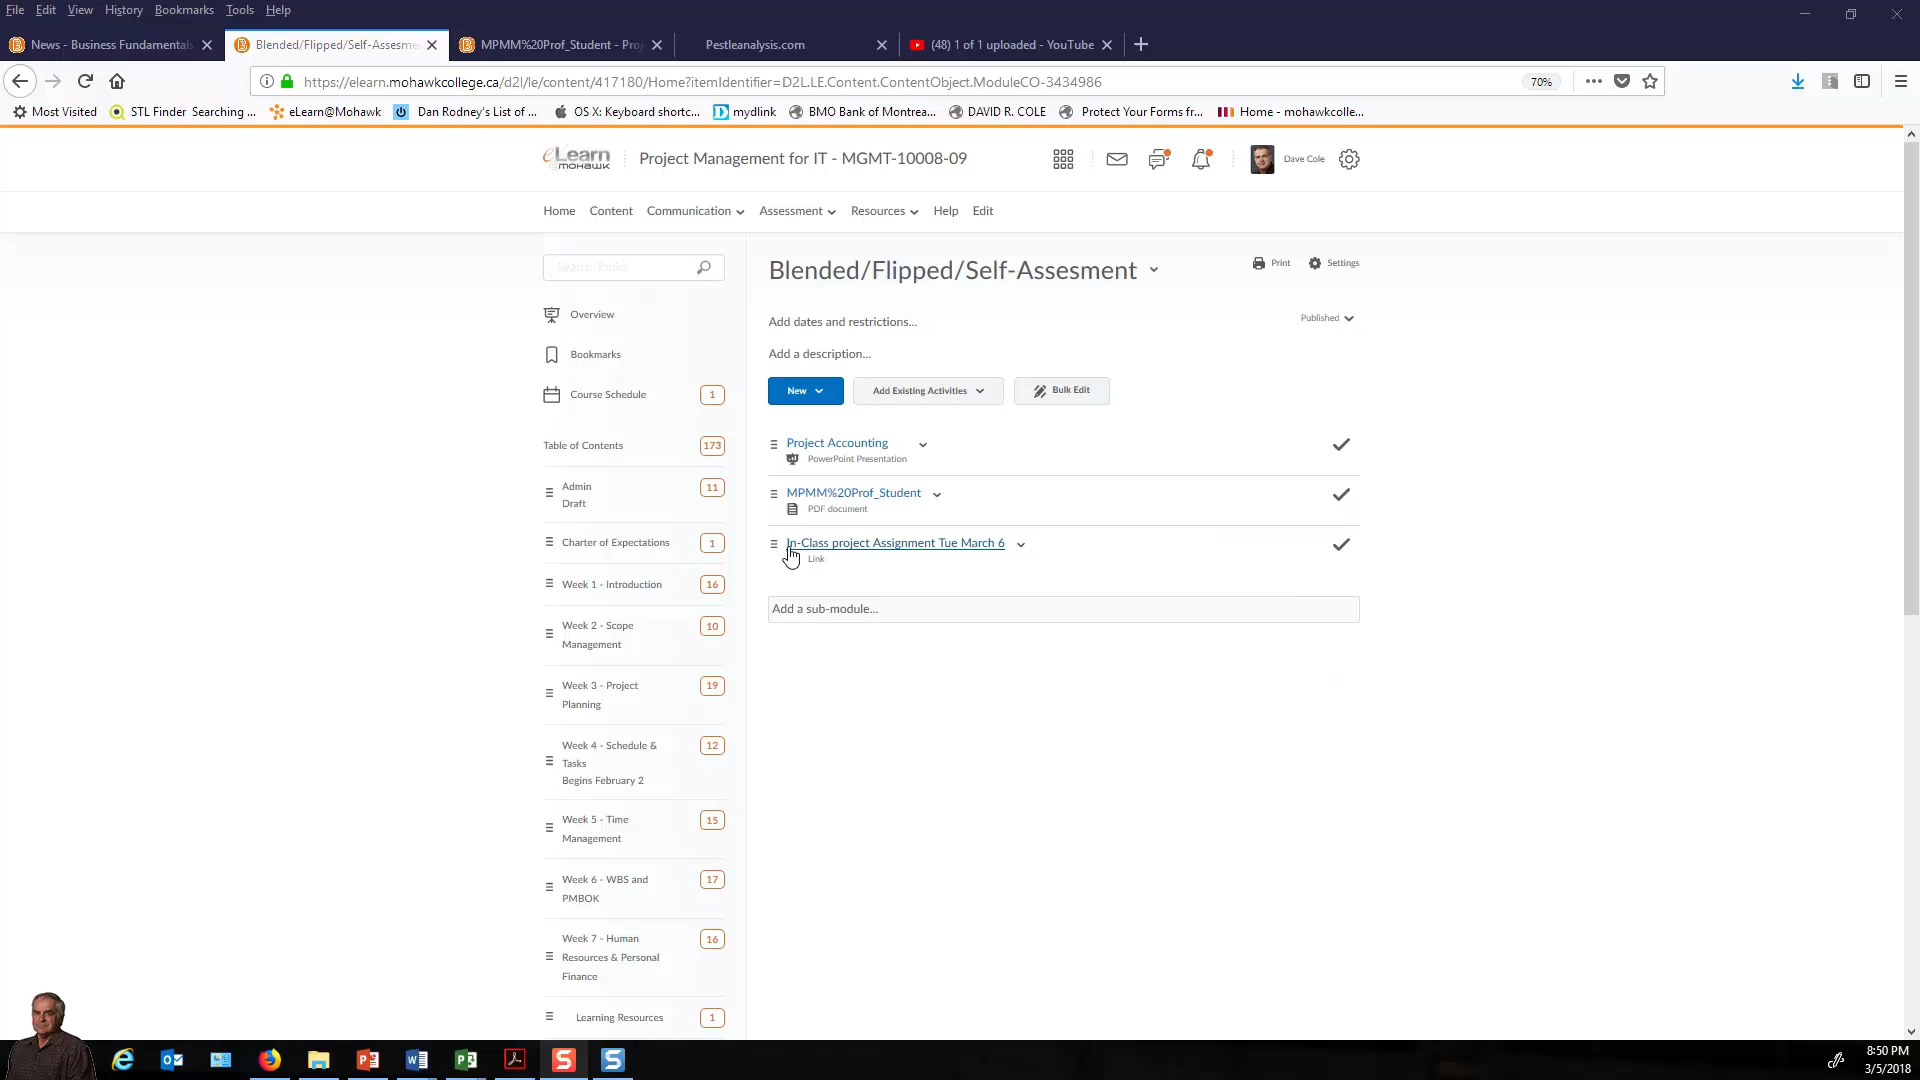 File Edit View History Bookmarks Tools Help
News - Business Fundamentals
Blended/Flipped/Self-Assesme
MPMM%20Prof_Student - Proj
Pestleanalysis.com
(48) 1 of 1 uploaded - YouTube
https://elearn.mohawkcollege.ca/d2l/le/content/417180/Home?itemIdentifier=D2L.LE.Content.ContentObject.ModuleCO-3434986
70%
Most Visited
STL Finder Searching ...
eLearn@Mohawk
Dan Rodney's List of ...
OS X: Keyboard shortc...
mydlink
BMO Bank of Montrea...
DAVID R. COLE
Protect Your Forms fr...
Home - mohawkcolle...
eLearn
MOHAWK
Project Management for IT - MGMT-10008-09
Dave Cole
Home Content Communication Assessment Resources Help Edit
Search Topics
Overview
Bookmarks
Course Schedule 1
Table of Contents 173
Admin 11
Draft
Charter of Expectations 1
Week 1 - Introduction 16
Week 2 - Scope 10
Management
Week 3 - Project 19
Planning
Week 4 - Schedule & 12
Tasks
Begins February 2
Week 5 - Time 15
Management
Week 6 - WBS and 17
PMBOK
Week 7 - Human 16
Resources & Personal
Finance
Learning Resources 1
Blended/Flipped/Self-Assesment
Print
Settings
Add dates and restrictions...
Published
Add a description...
New
Add Existing Activities
Bulk Edit
Project Accounting
PowerPoint Presentation
MPMM%20Prof_Student
PDF document
In-Class project Assignment Tue March 6
Link
Add a sub-module...
8:50 PM
3/5/2018